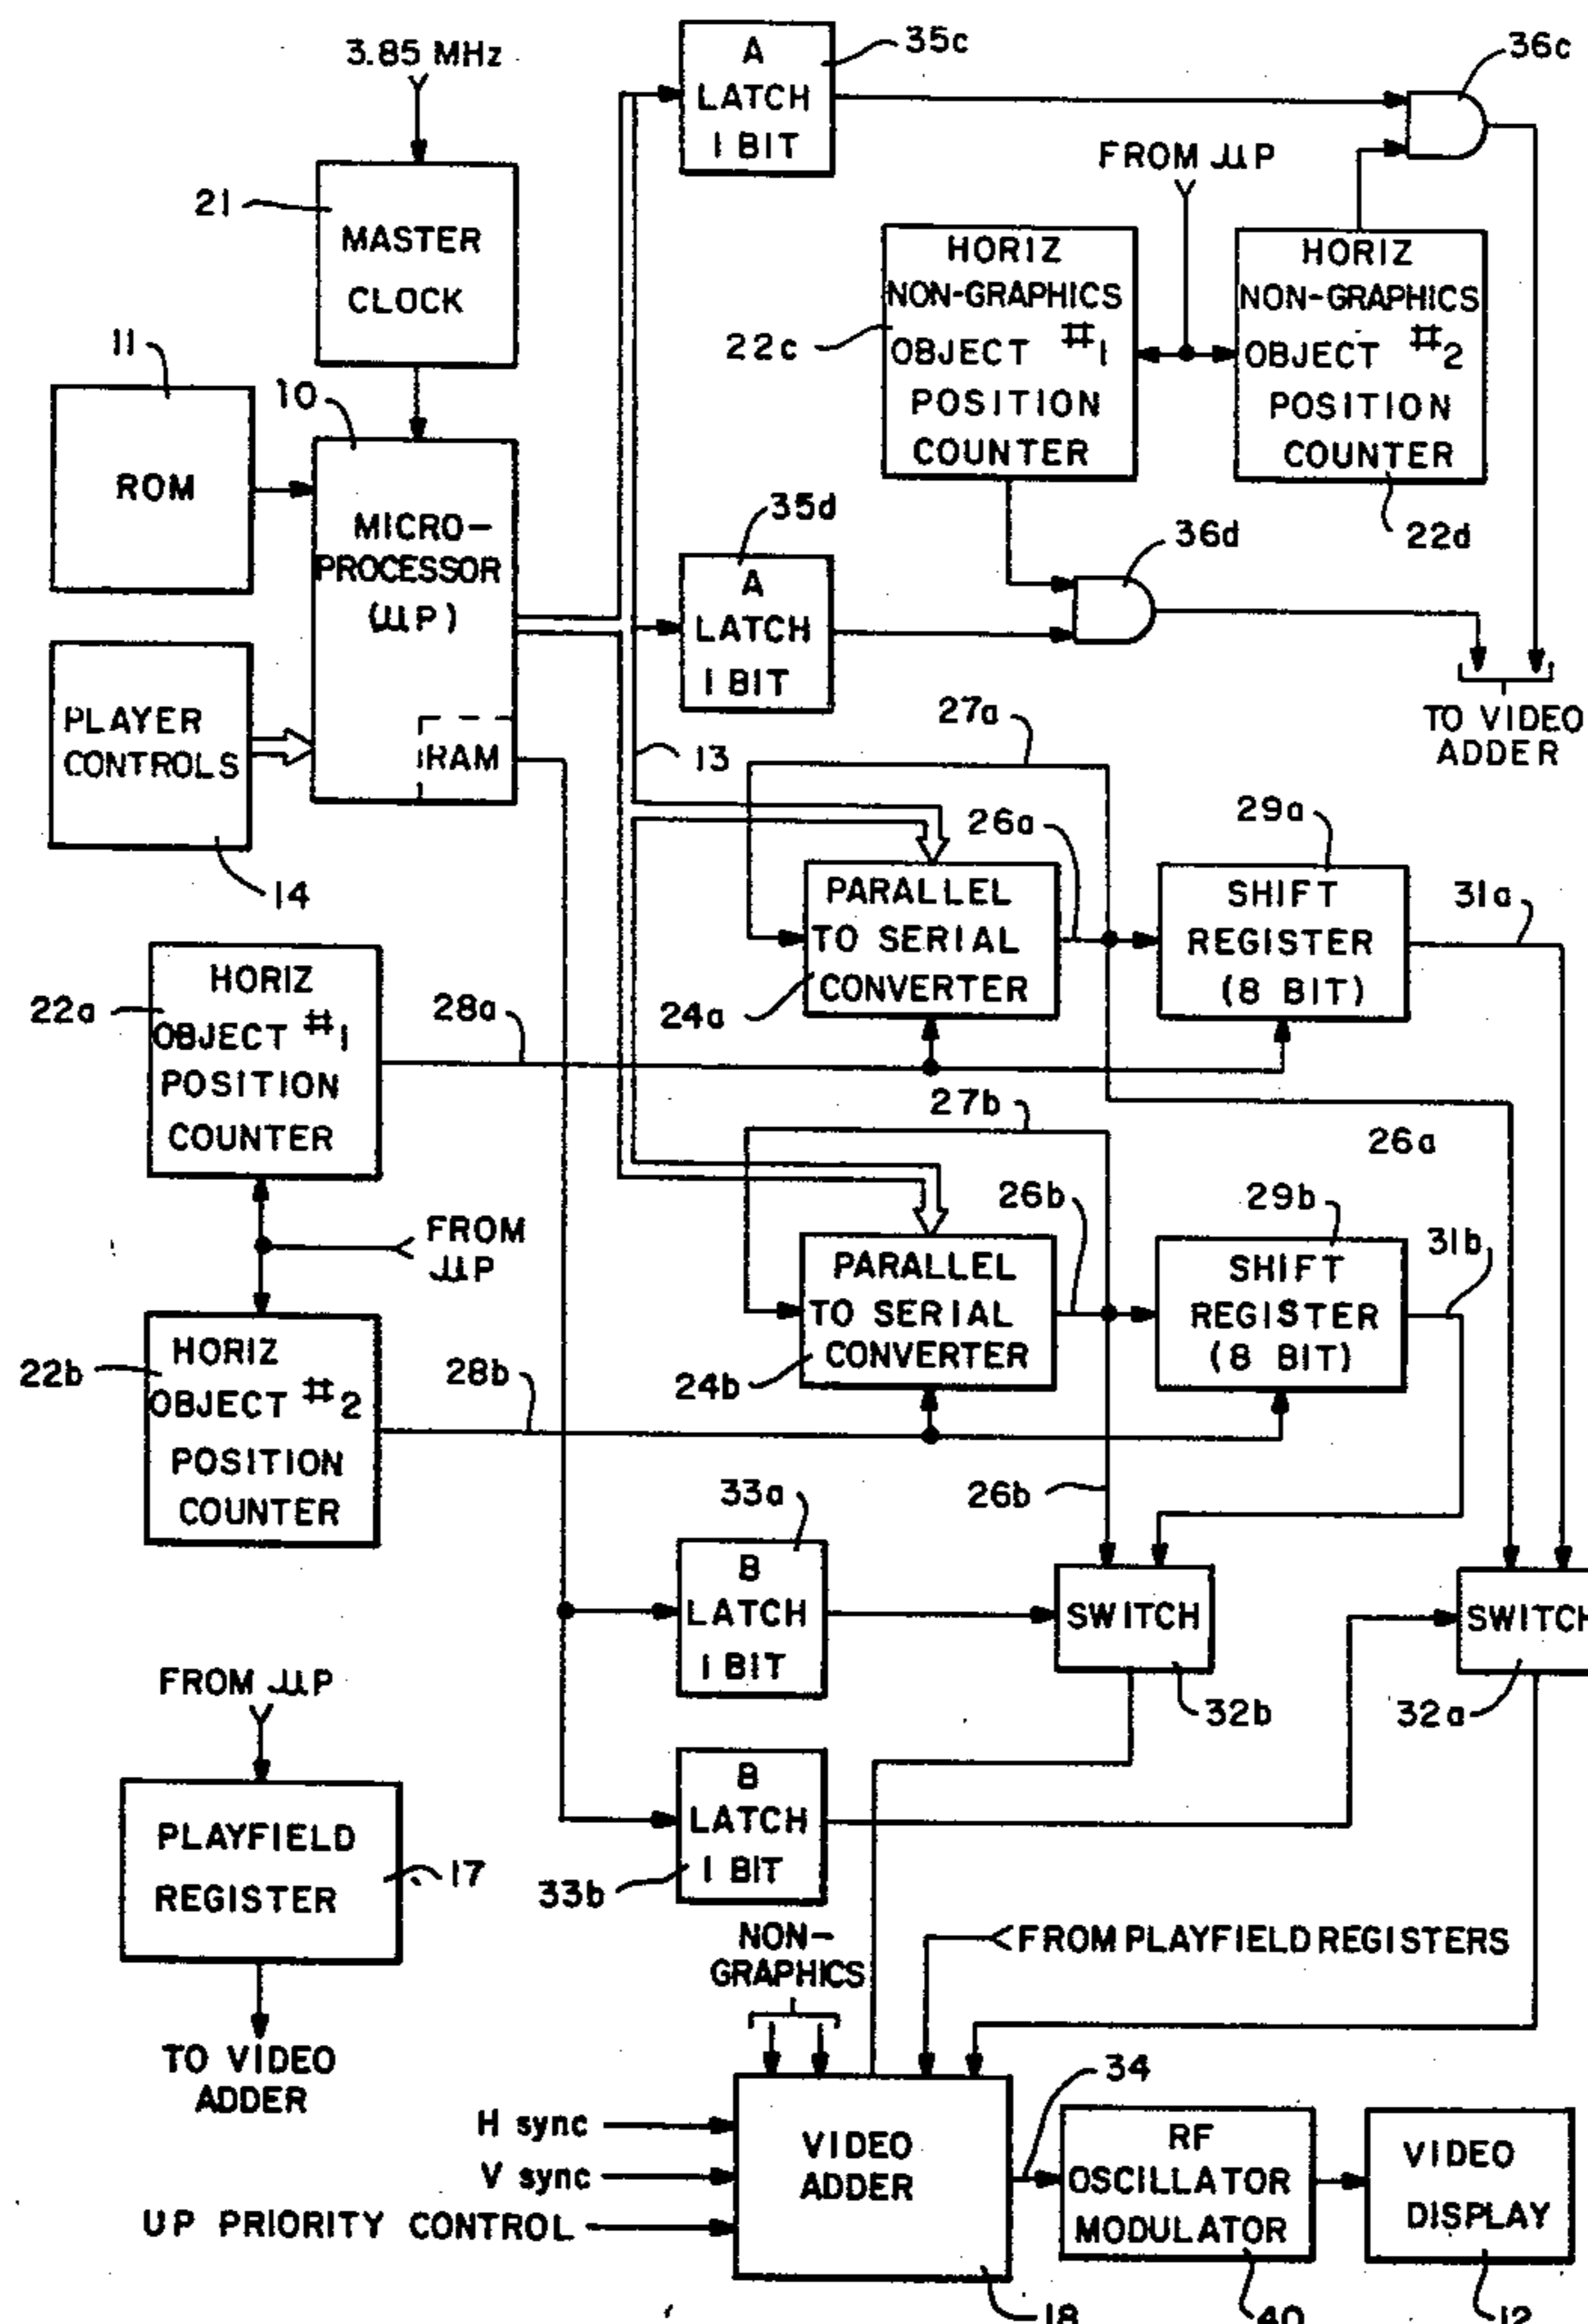 3.85 MHz
21
MASTER
CLOCK
11
ROM
10
MICRO-
PROCESSOR
(μP)
RAM
PLAYER
CONTROLS
14
13
A
LATCH
1 BIT
35c
36c
FROM μP
HORIZ
NON-GRAPHICS
OBJECT #1
POSITION
COUNTER
22c
HORIZ
NON-GRAPHICS
OBJECT #2
POSITION
COUNTER
22d
35d
A
LATCH
1 BIT
36d
TO VIDEO
ADDER
27a
26a
PARALLEL
TO SERIAL
CONVERTER
24a
29a
SHIFT
REGISTER
(8 BIT)
31a
26a
22a
HORIZ
OBJECT #1
POSITION
COUNTER
28a
FROM
μP
22b
HORIZ
OBJECT #2
POSITION
COUNTER
28b
27b
26b
PARALLEL
TO SERIAL
CONVERTER
24b
29b
SHIFT
REGISTER
(8 BIT)
31b
26b
33a
B
LATCH
1 BIT
SWITCH
32b
SWITCH
32a
B
LATCH
1 BIT
33b
FROM μP
PLAYFIELD
REGISTER
17
TO VIDEO
ADDER
NON-
GRAPHICS
FROM PLAYFIELD REGISTERS
H sync
V sync
UP PRIORITY CONTROL
VIDEO
ADDER
18
34
RF
OSCILLATOR
MODULATOR
40
VIDEO
DISPLAY
12